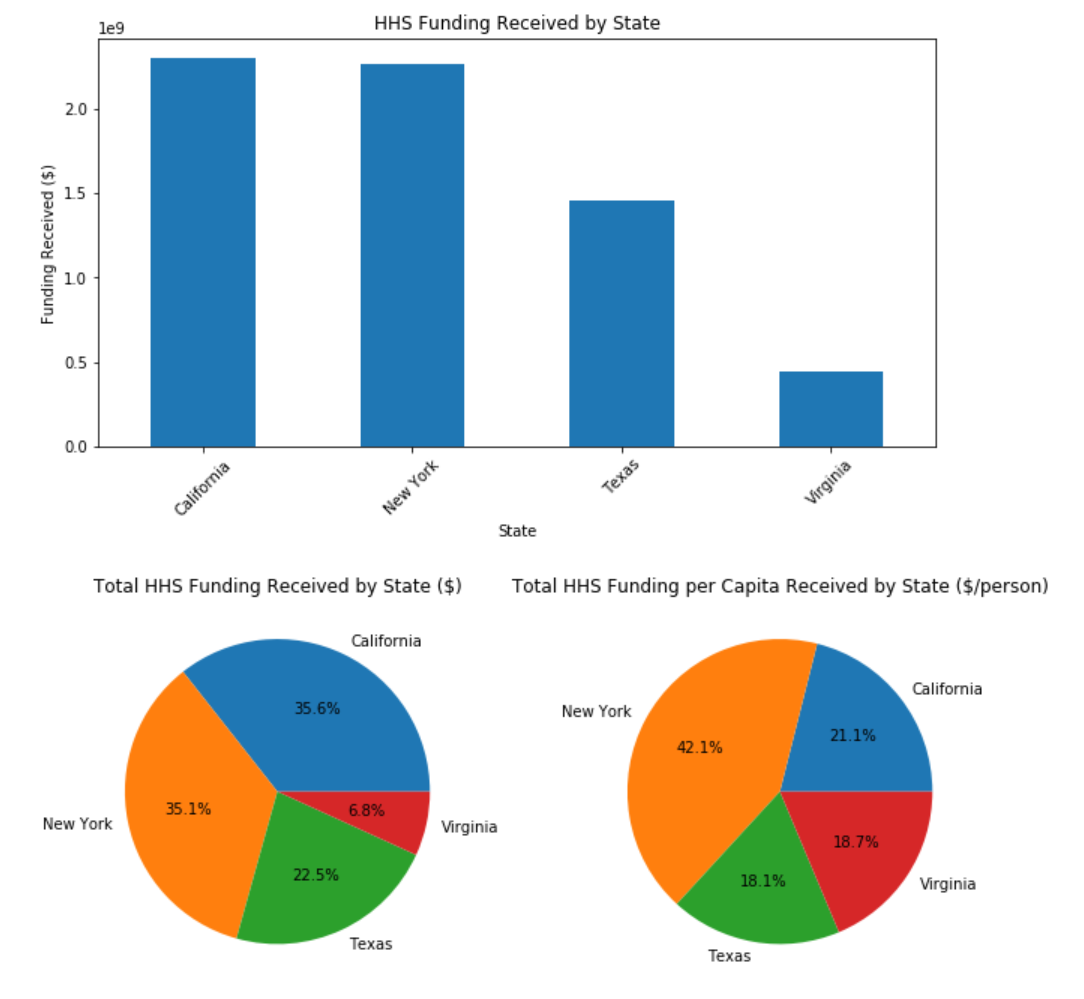 HHS Funding Received by State
1e9
2.0
1.5
1.0
0.5
0.0
Funding Received ($)
California
New York
Texas
Virginia
State
Total HHS Funding Received by State ($)
California
35.6%
New York
35.1%
6.8%
Virginia
22.5%
Texas
Total HHS Funding per Capita Received by State ($/person)
California
21.1%
New York
42.1%
18.7%
Virginia
18.1%
Texas